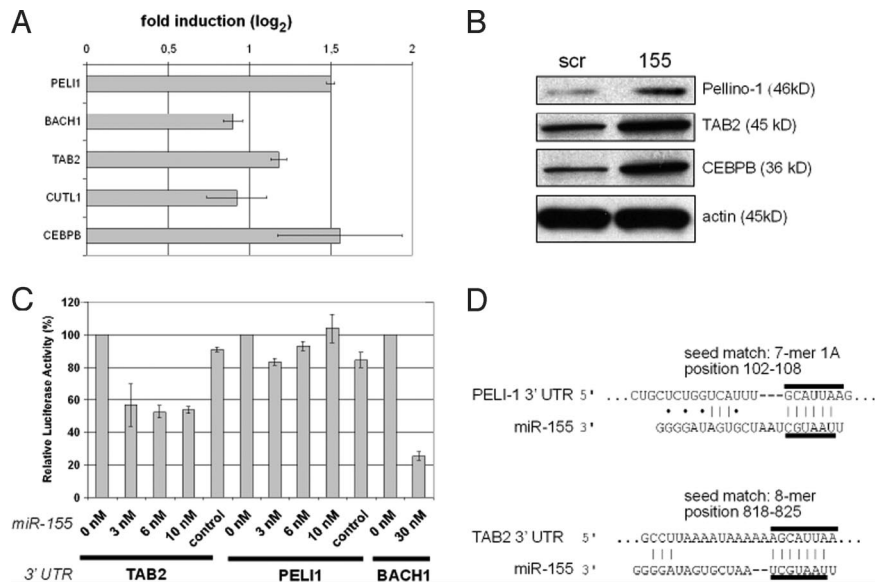 A
fold induction (log2)
0 0,5 1 1,5 2
PELI1
BACH1
TAB2
CUTL1
CEBPB
B
scr 155
Pellino-1 (46kD)
TAB2 (45 kD)
CEBPB (36 kD)
actin (45kD)
C
Relative Luciferase Activity (%)
120
100
80
60
40
20
0
miR-155 0 nM 3 nM 6 nM 10 nM control 0 nM 3 nM 6 nM 10 nM control 0 nM 30 nM
3' UTR TAB2 PELI1 BACH1
D
seed match: 7-mer 1A
position 102-108
PELI-1 3' UTR 5' ...CUGCUCUGGUCAUUU---GCAUUAAG...
miR-155 3' GGGGAUAGUGCUAAUCGUAAUU
seed match: 8-mer
position 818-825
TAB2 3' UTR 5' ...GCCUUAAAAUAAAAAAGCAUUAA...
miR-155 3' GGGGAUAGUGCUAA--UCGUAAUU